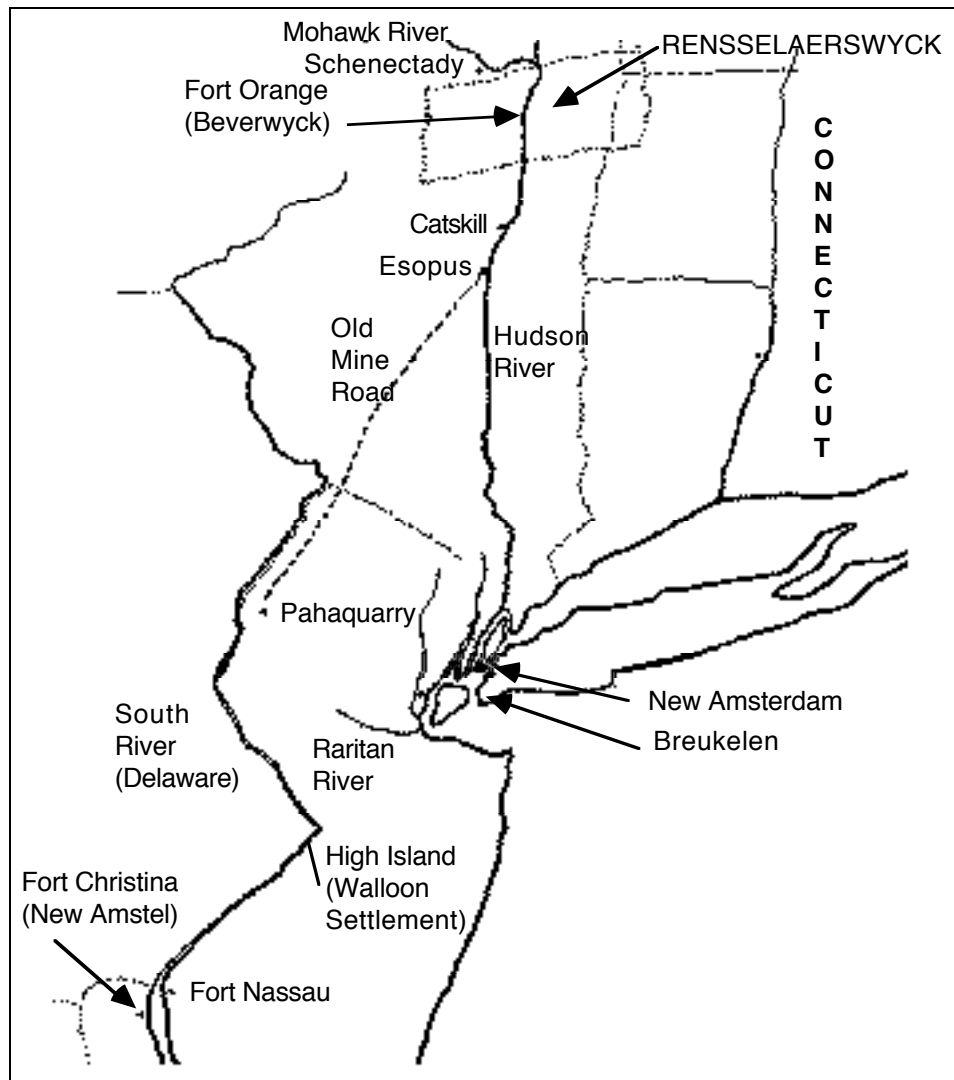 Mohawk River
Schenectady
RENSSELAERSWYCK
Fort Orange
(Beverwyck)
CONNECTICUT
Catskill
Esopus
Old
Mine
Road
Hudson
River
Pahaquarry
New Amsterdam
Breukelen
South
River
(Delaware)
Raritan
River
High Island
(Walloon
Settlement)
Fort Christina
(New Amstel)
Fort Nassau